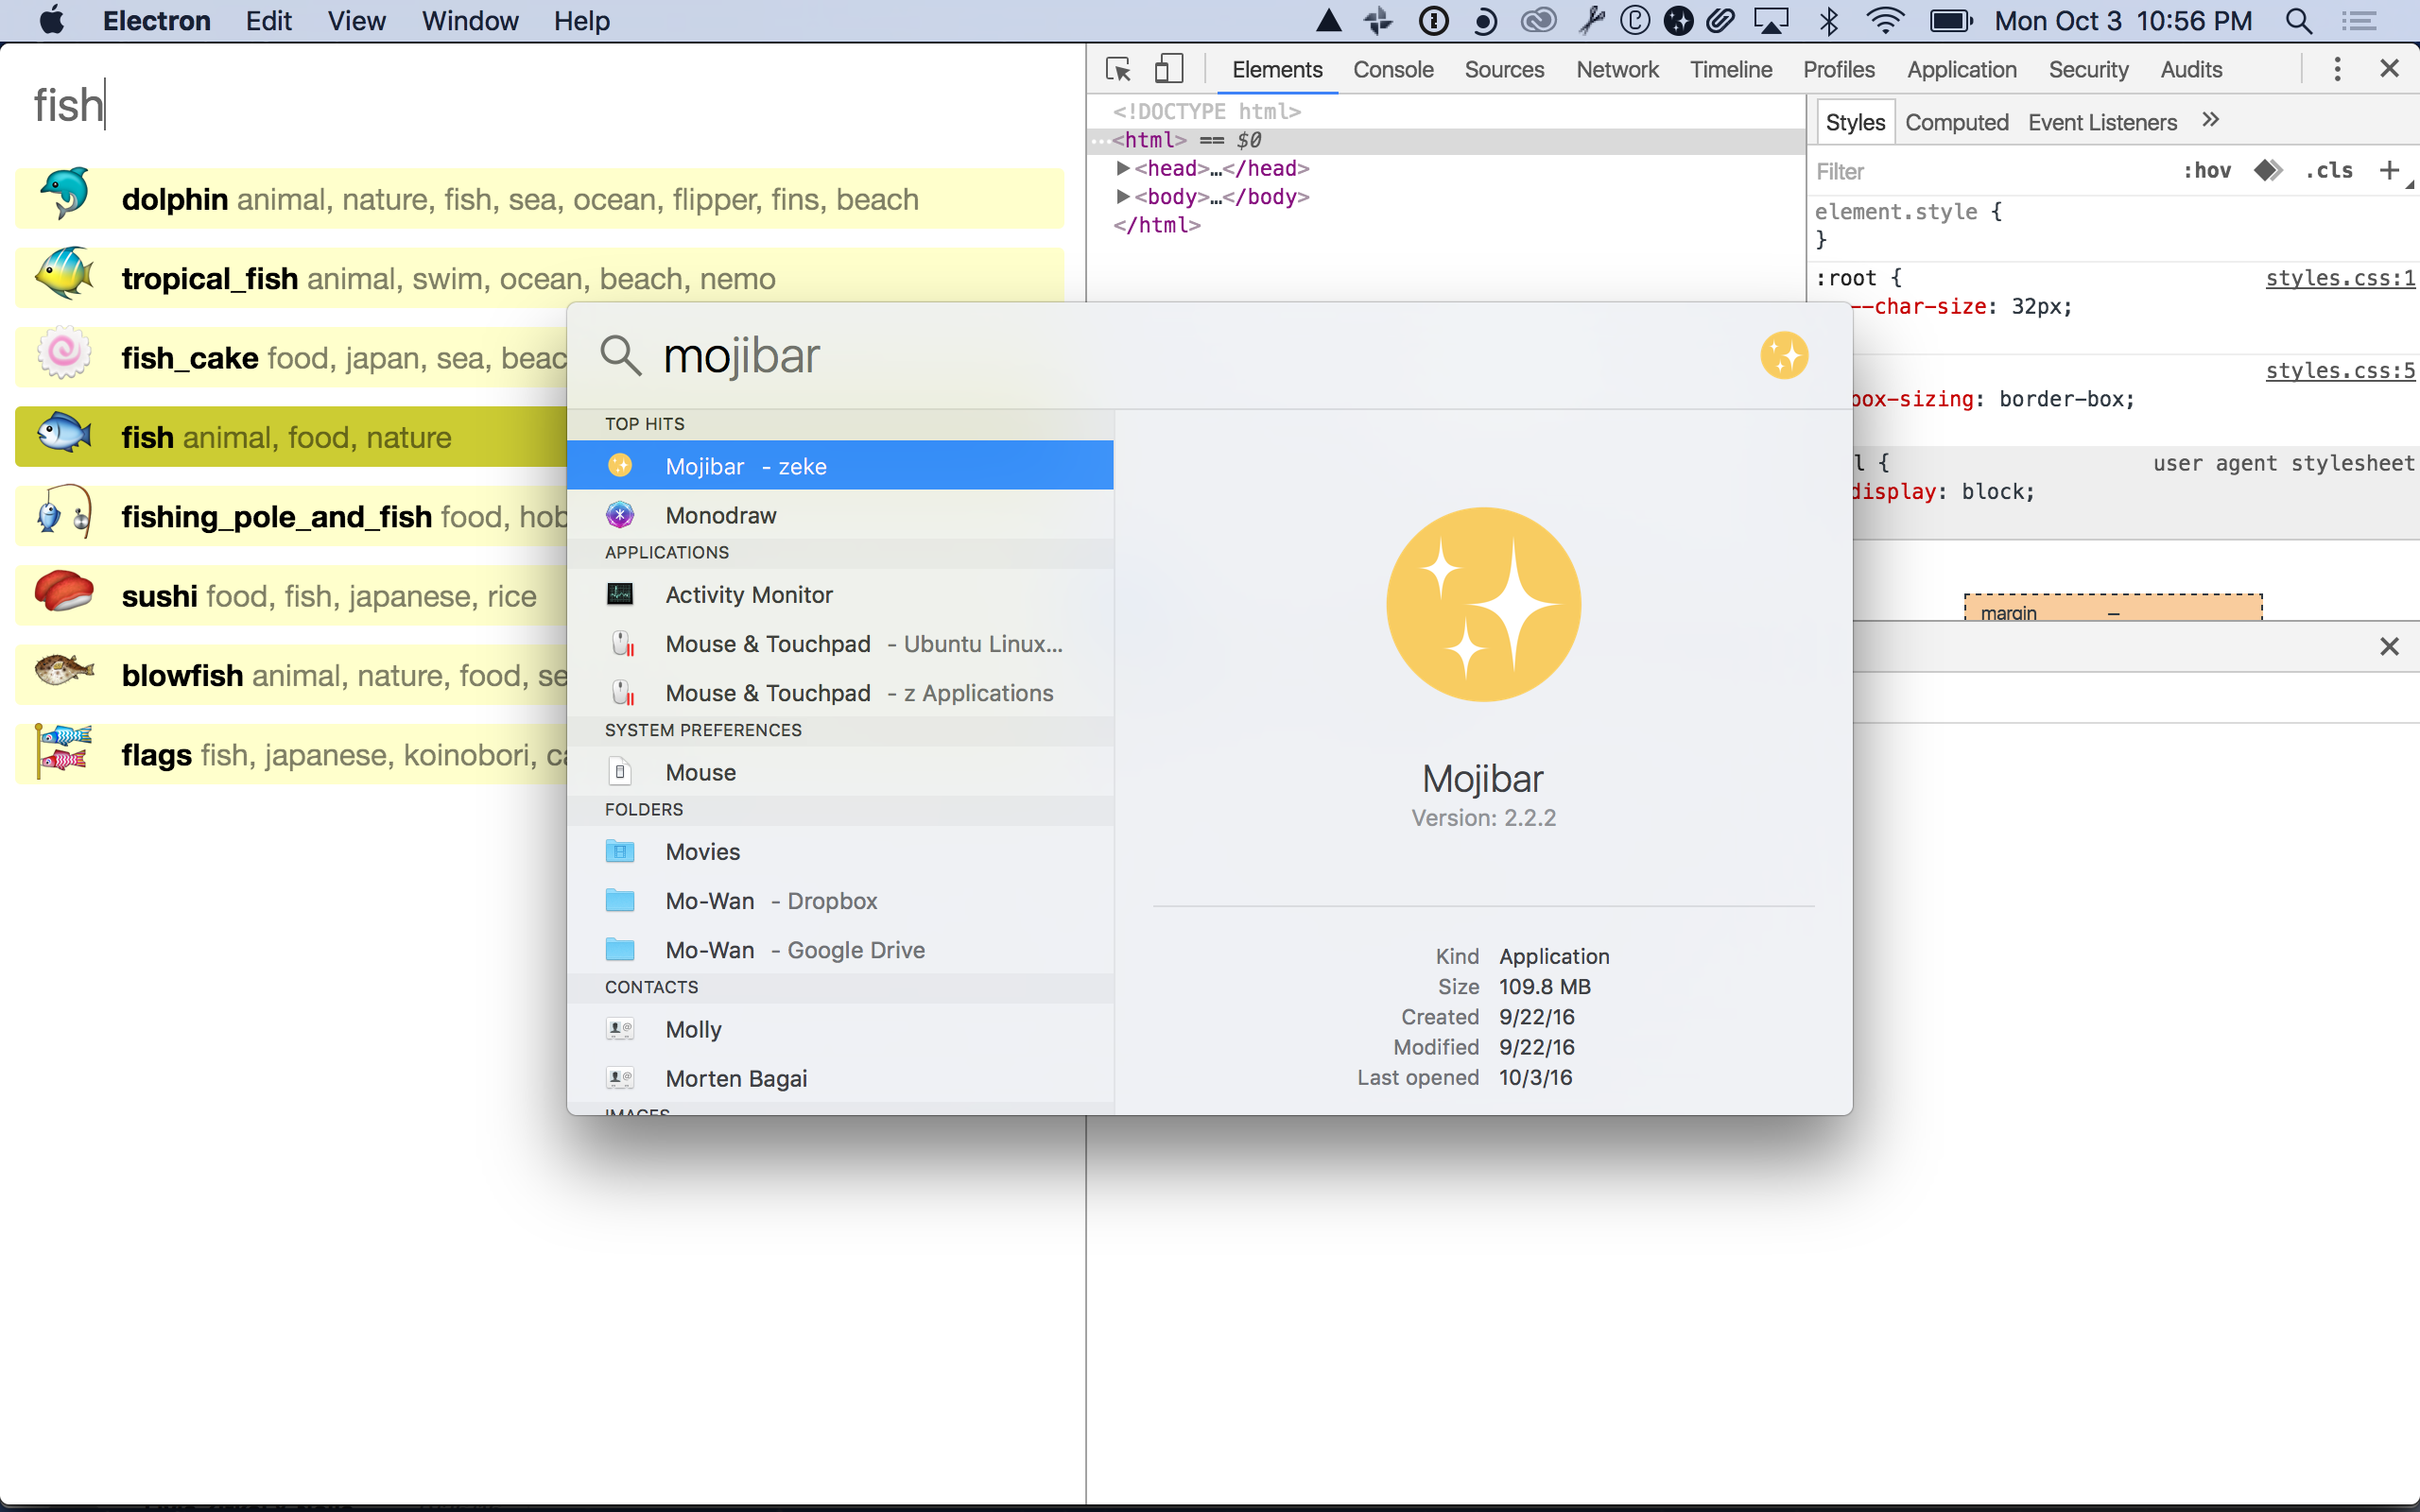 Electron Edit View Window Help Mon Oct 3 10:56 PM
fish
dolphin animal, nature, fish, sea, ocean, flipper, fins, beach
tropical_fish animal, swim, ocean, beach, nemo
fish_cake food, japan, sea, beac
fish animal, food, nature
fishing_pole_and_fish food, hob
sushi food, fish, japanese, rice
blowfish animal, nature, food, se
flags fish, japanese, koinobori, ca
Elements Console Sources Network Timeline Profiles Application Security Audits
<!DOCTYPE html>
…<html> == $0
<head>…</head>
<body>…</body>
</html>
Styles Computed Event Listeners »
Filter :hov .cls +
element.style {
}
:root { styles.css:1
--char-size: 32px;
styles.css:5
box-sizing: border-box;
l { user agent stylesheet
display: block;
margin –
mojibar
TOP HITS
Mojibar - zeke
Monodraw
APPLICATIONS
Activity Monitor
Mouse & Touchpad - Ubuntu Linux...
Mouse & Touchpad - z Applications
SYSTEM PREFERENCES
Mouse
FOLDERS
Movies
Mo-Wan - Dropbox
Mo-Wan - Google Drive
CONTACTS
Molly
Morten Bagai
IMAGES
Mojibar
Version: 2.2.2
Kind Application
Size 109.8 MB
Created 9/22/16
Modified 9/22/16
Last opened 10/3/16